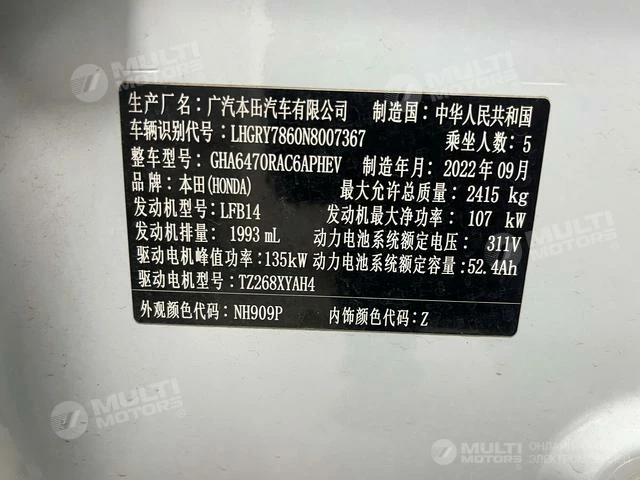 MULTI MOTORS
MULTI MOTORS
生产厂名：广汽本田汽车有限公司 制造国：中华人民共和国
车辆识别代号：LHGRY7860N8007367 乘坐人数：5
整车型号：GHA6470RAC6APHEV 制造年月：2022年09月
品牌：本田(HONDA) 最大允许总质量：2415 kg
发动机型号：LFB14 发动机最大净功率：107 kW
发动机排量：1993 mL 动力电池系统额定电压：311V
驱动电机峰值功率：135kW 动力电池系统额定容量：52.4Ah
驱动电机型号：TZ268XYAH4
外观颜色代码：NH909P 内饰颜色代码：Z
MULTI MOTORS
MULTI MOTORS